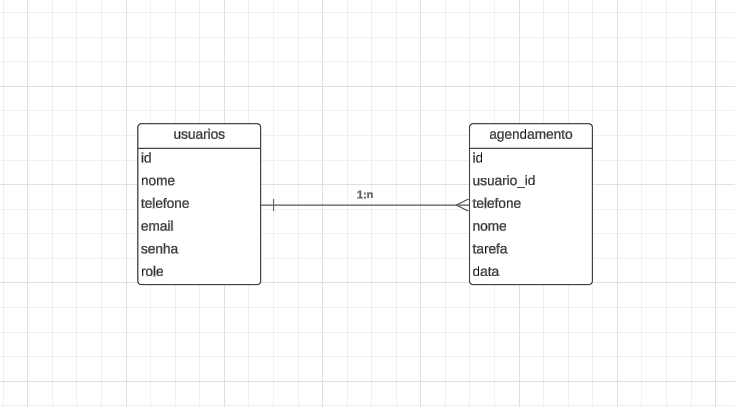 usuarios
id
nome
telefone
email
senha
role
1:n
agendamento
id
usuario_id
telefone
nome
tarefa
data